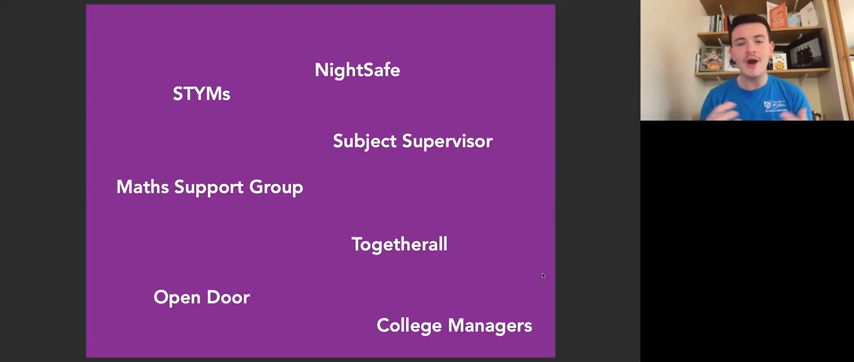 NightSafe
STYMs
Subject Supervisor
Maths Support Group
Togetherall
Open Door
College Managers